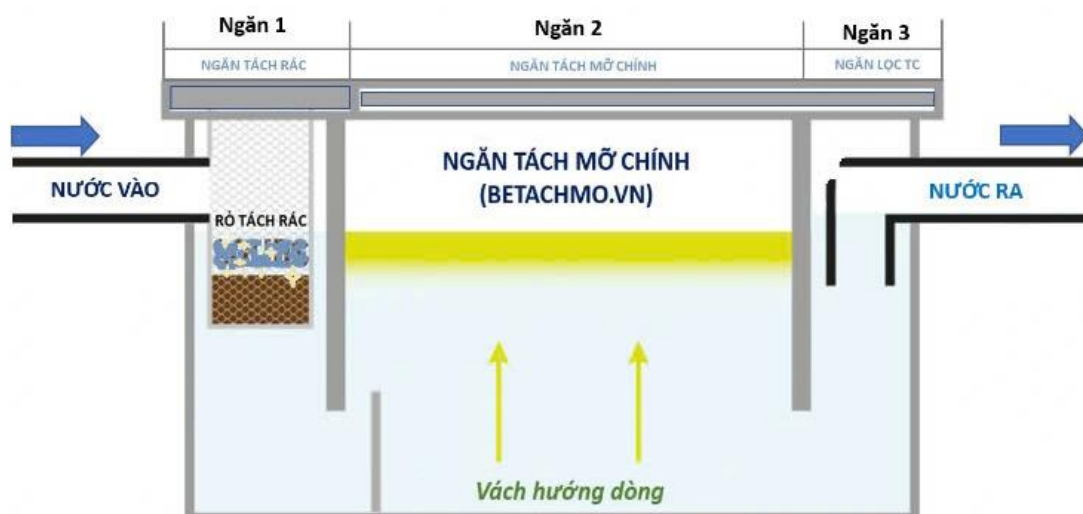 Ngăn 1
Ngăn 2
Ngăn 3
NGĂN TÁCH RÁC
NGĂN TÁCH MỠ CHÍNH
NGĂN LỌC TC
NGĂN TÁCH MỠ CHÍNH
(BETACHMO.VN)
NƯỚC VÀO
NƯỚC RA
RỎ TÁCH RÁC
Vách hướng dòng